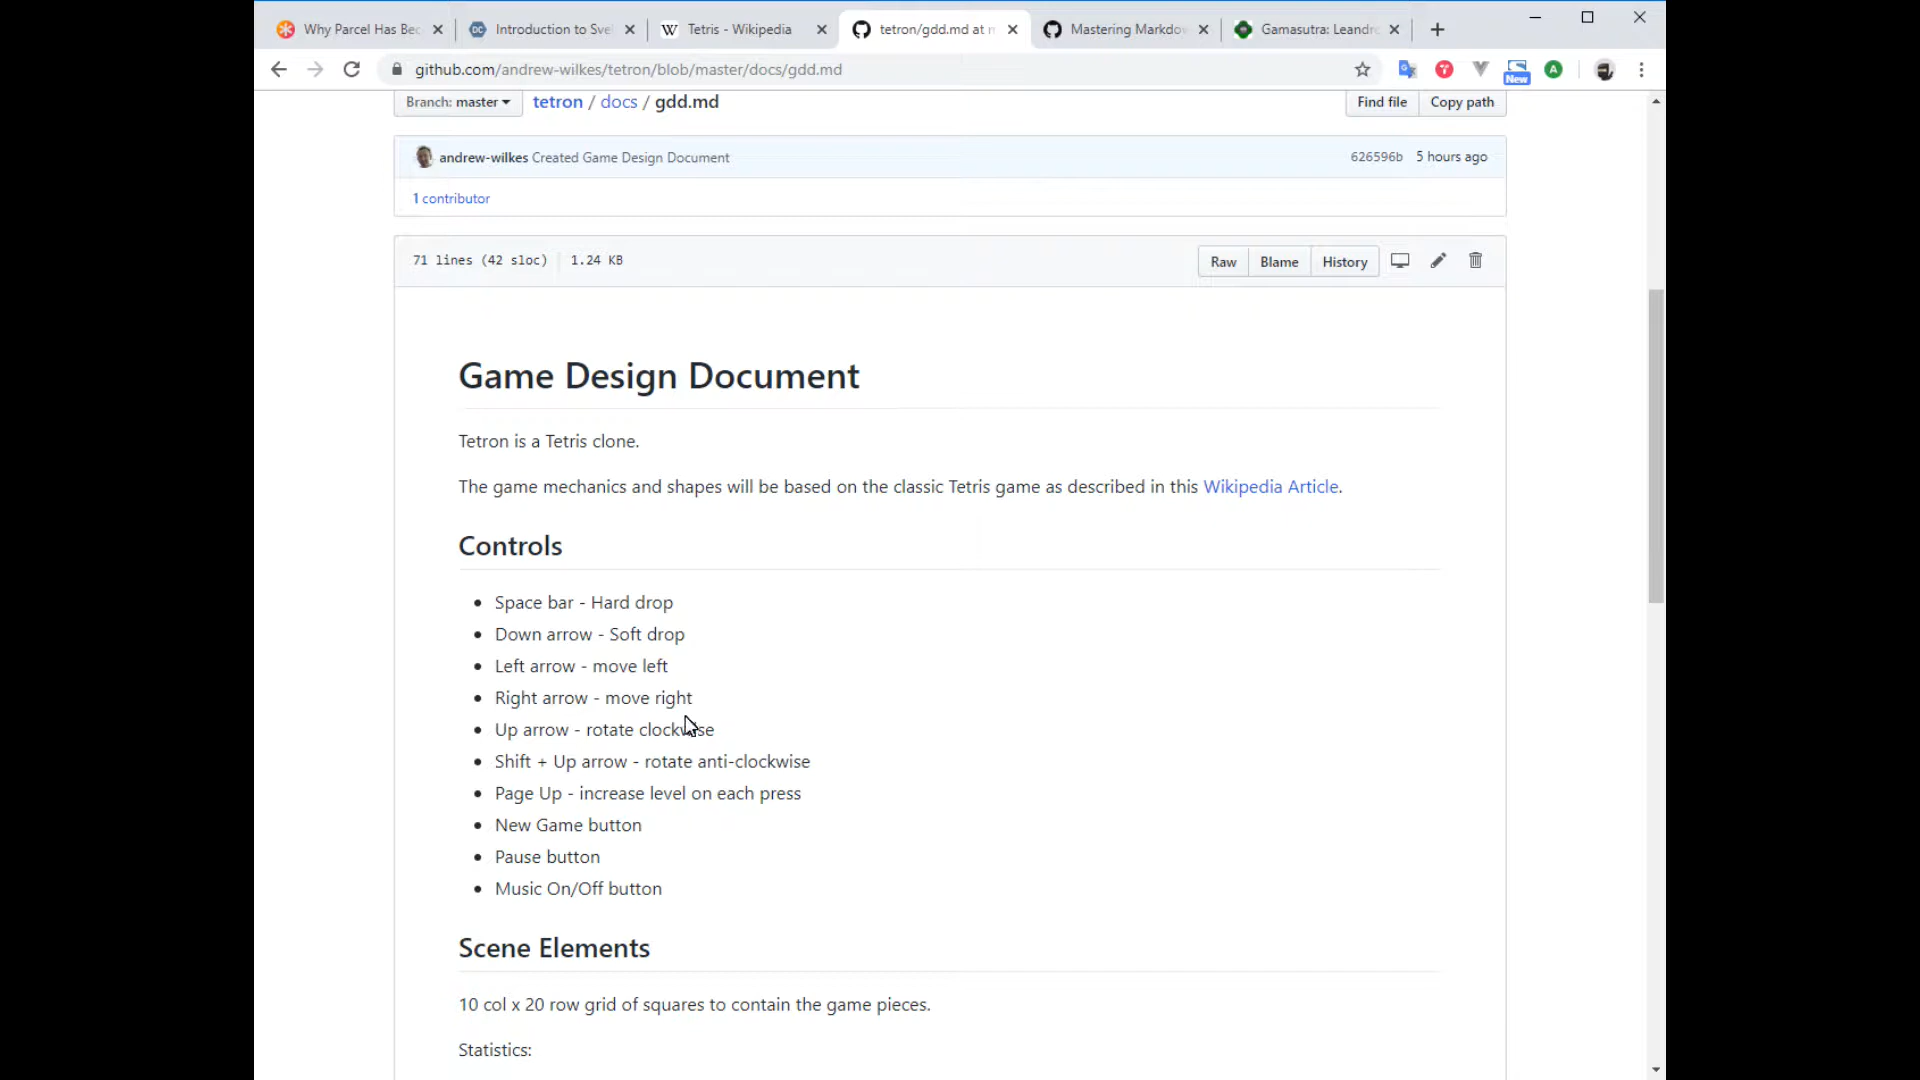 Why Parcel Has Bec
Introduction to Sve
Tetris - Wikipedia
tetron/gdd.md at m
Mastering Markdo
Gamasutra: Leandr
github.com/andrew-wilkes/tetron/blob/master/docs/gdd.md
New
A
Branch: master
tetron / docs / gdd.md
Find file
Copy path
andrew-wilkes Created Game Design Document
626596b 5 hours ago
1 contributor
71 lines (42 sloc) 1.24 KB
Raw
Blame
History
Game Design Document
Tetron is a Tetris clone.
The game mechanics and shapes will be based on the classic Tetris game as described in this Wikipedia Article.
Controls
Space bar - Hard drop
Down arrow - Soft drop
Left arrow - move left
Right arrow - move right
Up arrow - rotate clockwise
Shift + Up arrow - rotate anti-clockwise
Page Up - increase level on each press
New Game button
Pause button
Music On/Off button
Scene Elements
10 col x 20 row grid of squares to contain the game pieces.
Statistics: